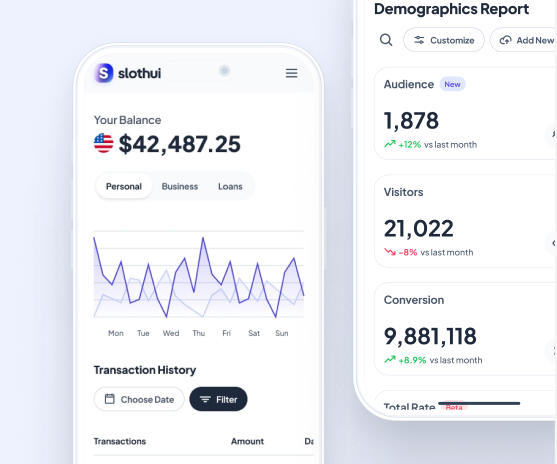 slothui
Your Balance
$42,487.25
Personal Business Loans
Mon Tue Wed Thu Fri Sat Sun
Transaction History
Choose Date Filter
Transactions Amount Da
Demographics Report
Customize Add New
Audience New
1,878
+12% vs last month
Visitors
21,022
-8% vs last month
Conversion
9,881,118
+8.9% vs last month
Total Rate Beta